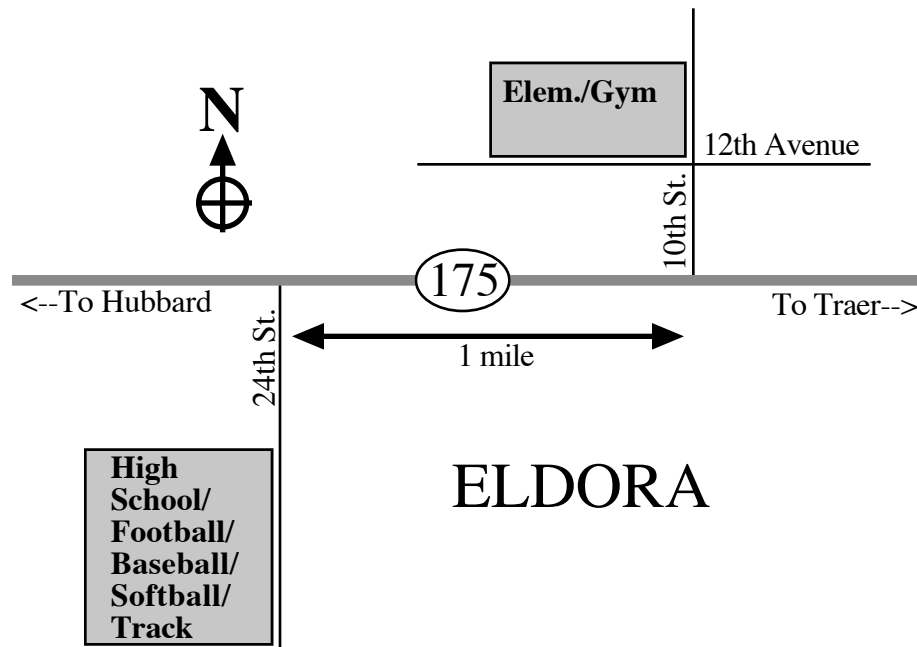 Elem./Gym
N
12th Avenue
10th St.
175
<--To Hubbard
To Traer-->
24th St.
1 mile
High
School/
Football/
Baseball/
Softball/
Track
ELDORA